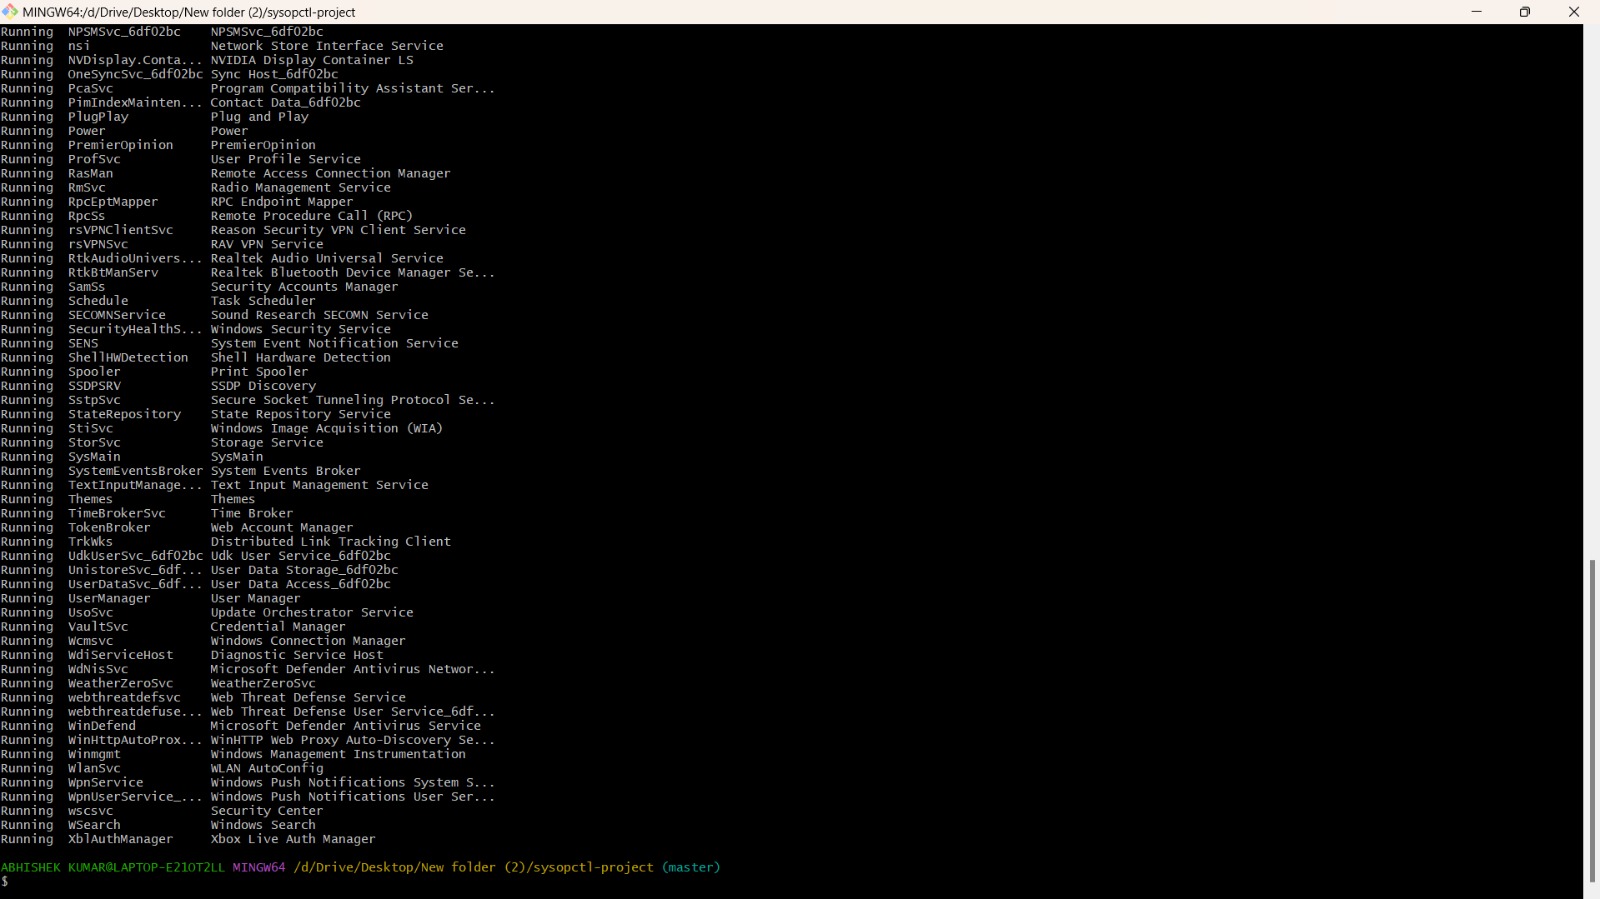 MINGW64:/d/Drive/Desktop/New folder (2)/sysopctl-project
Running  NPSMSvc_6df02bc    NPSMSvc_6df02bc
Running  nsi                Network Store Interface Service
Running  NVDisplay.Conta... NVIDIA Display Container LS
Running  OneSyncSvc_6df02bc Sync Host_6df02bc
Running  PcaSvc             Program Compatibility Assistant Ser...
Running  PimIndexMainten... Contact Data_6df02bc
Running  PlugPlay           Plug and Play
Running  Power              Power
Running  PremierOpinion     PremierOpinion
Running  ProfSvc            User Profile Service
Running  RasMan             Remote Access Connection Manager
Running  RmSvc              Radio Management Service
Running  RpcEptMapper       RPC Endpoint Mapper
Running  RpcSs              Remote Procedure Call (RPC)
Running  rsVPNClientSvc     Reason Security VPN Client Service
Running  rsVPNSvc           RAV VPN Service
Running  RtkAudioUnivers... Realtek Audio Universal Service
Running  RtkBtManServ       Realtek Bluetooth Device Manager Se...
Running  SamSs              Security Accounts Manager
Running  Schedule           Task Scheduler
Running  SECOMNService      Sound Research SECOMN Service
Running  SecurityHealthS... Windows Security Service
Running  SENS               System Event Notification Service
Running  ShellHWDetection   Shell Hardware Detection
Running  Spooler            Print Spooler
Running  SSDPSRV            SSDP Discovery
Running  SstpSvc            Secure Socket Tunneling Protocol Se...
Running  StateRepository    State Repository Service
Running  StiSvc             Windows Image Acquisition (WIA)
Running  StorSvc            Storage Service
Running  SysMain            SysMain
Running  SystemEventsBroker System Events Broker
Running  TextInputManage... Text Input Management Service
Running  Themes             Themes
Running  TimeBrokerSvc      Time Broker
Running  TokenBroker        Web Account Manager
Running  TrkWks             Distributed Link Tracking Client
Running  UdkUserSvc_6df02bc Udk User Service_6df02bc
Running  UnistoreSvc_6df... User Data Storage_6df02bc
Running  UserDataSvc_6df... User Data Access_6df02bc
Running  UserManager        User Manager
Running  UsoSvc             Update Orchestrator Service
Running  VaultSvc           Credential Manager
Running  Wcmsvc             Windows Connection Manager
Running  WdiServiceHost     Diagnostic Service Host
Running  WdNisSvc           Microsoft Defender Antivirus Networ...
Running  WeatherZeroSvc     WeatherZeroSvc
Running  webthreatdefsvc    Web Threat Defense Service
Running  webthreatdefuse... Web Threat Defense User Service_6df...
Running  WinDefend          Microsoft Defender Antivirus Service
Running  WinHttpAutoProx... WinHTTP Web Proxy Auto-Discovery Se...
Running  Winmgmt            Windows Management Instrumentation
Running  WlanSvc            WLAN AutoConfig
Running  WpnService         Windows Push Notifications System S...
Running  WpnUserService_... Windows Push Notifications User Ser...
Running  wscsvc             Security Center
Running  WSearch            Windows Search
Running  XblAuthManager     Xbox Live Auth Manager
ABHISHEK KUMAR@LAPTOP-E21OT2LL MINGW64 /d/Drive/Desktop/New folder (2)/sysopctl-project (master)
$